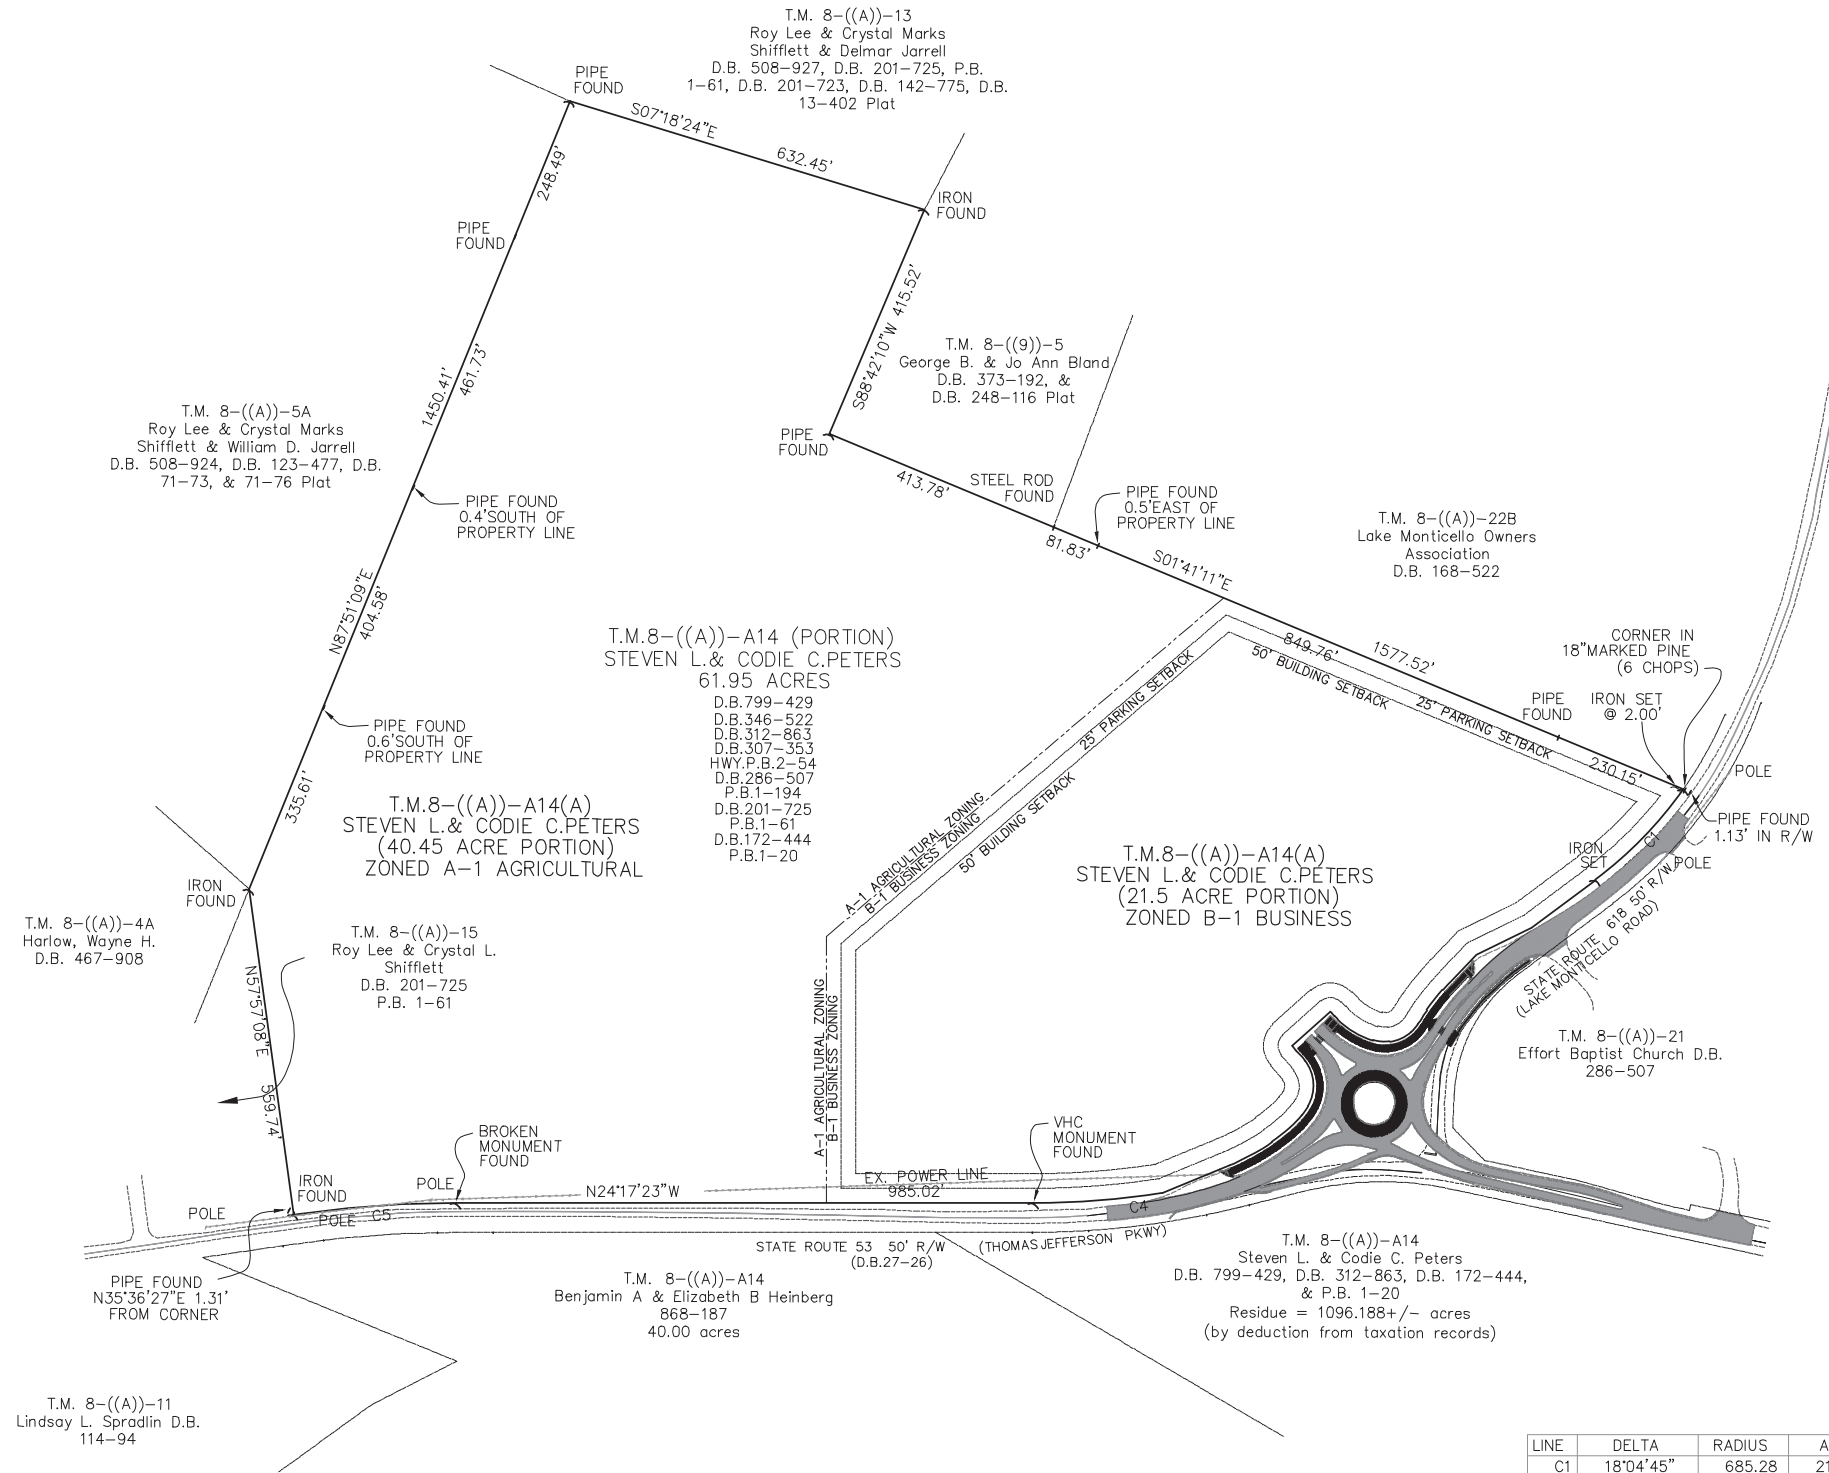 T.M. 8-((A))-13
Roy Lee & Crystal Marks
Shifflett & Delmar Jarrell
D.B. 508-927, D.B. 201-725, P.B.
1-61, D.B. 201-723, D.B. 142-775, D.B.
13-402 Plat
PIPE
FOUND
S07°18'24"E
632.45'
248.49'
IRON
FOUND
PIPE
FOUND
S88°42'10"W 415.52'
T.M. 8-((9))-5
George B. & Jo Ann Bland
D.B. 373-192, &
D.B. 248-116 Plat
1450.41'
461.73'
T.M. 8-((A))-5A
Roy Lee & Crystal Marks
Shifflett & William D. Jarrell
D.B. 508-924, D.B. 123-477, D.B.
71-73, & 71-76 Plat
PIPE
FOUND
413.78'
STEEL ROD
FOUND
PIPE FOUND
0.5'EAST OF
PROPERTY LINE
PIPE FOUND
0.4'SOUTH OF
PROPERTY LINE
81.83'
S01°41'11"E
T.M. 8-((A))-22B
Lake Monticello Owners
Association
D.B. 168-522
N87°51'09"E
404.58'
T.M.8-((A))-A14 (PORTION)
STEVEN L.& CODIE C.PETERS
61.95 ACRES
D.B.799-429
D.B.346-522
D.B.312-863
D.B.307-353
HWY.P.B.2-54
D.B.286-507
P.B.1-194
D.B.201-725
P.B.1-61
D.B.172-444
P.B.1-20
849.76'
1577.52'
50' BUILDING SETBACK
25' PARKING SETBACK
CORNER IN
18"MARKED PINE
(6 CHOPS)
PIPE
FOUND
IRON SET
@ 2.00'
230.15'
POLE
25' PARKING SETBACK
50' BUILDING SETBACK
A-1 AGRICULTURAL ZONING
B-1 BUSINESS ZONING
PIPE FOUND
0.6'SOUTH OF
PROPERTY LINE
335.61'
T.M.8-((A))-A14(A)
STEVEN L.& CODIE C.PETERS
(40.45 ACRE PORTION)
ZONED A-1 AGRICULTURAL
PIPE FOUND
1.13' IN R/W
C1
IRON
SET
POLE
T.M.8-((A))-A14(A)
STEVEN L.& CODIE C.PETERS
(21.5 ACRE PORTION)
ZONED B-1 BUSINESS
STATE ROUTE 618 50' R/W
(LAKE MONTICELLO ROAD)
IRON
FOUND
T.M. 8-((A))-4A
Harlow, Wayne H.
D.B. 467-908
T.M. 8-((A))-15
Roy Lee & Crystal L.
Shifflett
D.B. 201-725
P.B. 1-61
N57°57'08"E
559.74'
A-1 AGRICULTURAL ZONING
B-1 BUSINESS ZONING
T.M. 8-((A))-21
Effort Baptist Church D.B.
286-507
BROKEN
MONUMENT
FOUND
VHC
MONUMENT
FOUND
IRON
FOUND
POLE
EX. POWER LINE
N24°17'23"W
985.02'
POLE
POLE
C5
C4
STATE ROUTE 53 50' R/W
(D.B.27-26)
(THOMAS JEFFERSON PKWY)
PIPE FOUND
N35°36'27"E 1.31'
FROM CORNER
T.M. 8-((A))-A14
Benjamin A & Elizabeth B Heinberg
868-187
40.00 acres
T.M. 8-((A))-A14
Steven L. & Codie C. Peters
D.B. 799-429, D.B. 312-863, D.B. 172-444,
& P.B. 1-20
Residue = 1096.188+/- acres
(by deduction from taxation records)
T.M. 8-((A))-11
Lindsay L. Spradlin D.B.
114-94
LINE DELTA RADIUS A
C1 18°04'45" 685.28 21